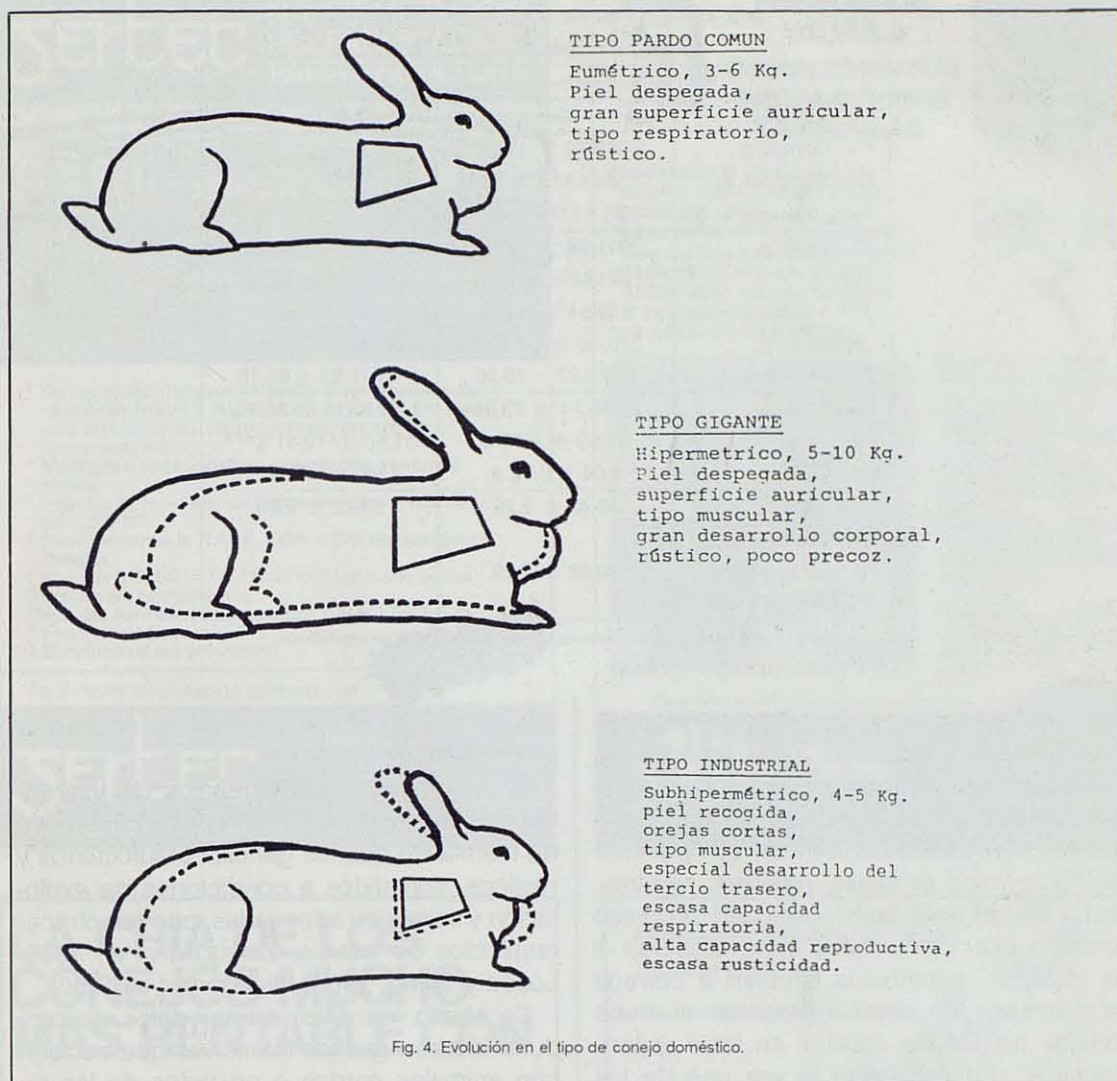 TIPO PARDO COMUN
Eumétrico, 3-6 Kg.
Piel despegada,
gran superficie auricular,
tipo respiratorio,
rústico.
TIPO GIGANTE
Hipermetrico, 5-10 Kg.
Piel despegada,
superficie auricular,
tipo muscular,
gran desarrollo corporal,
rústico, poco precoz.
TIPO INDUSTRIAL
Subhipermétrico, 4-5 Kg.
piel recogida,
orejas cortas,
tipo muscular,
especial desarrollo del
tercio trasero,
escasa capacidad
respiratoria,
alta capacidad reproductiva,
escasa rusticidad.
Fig. 4. Evolución en el tipo de conejo doméstico.